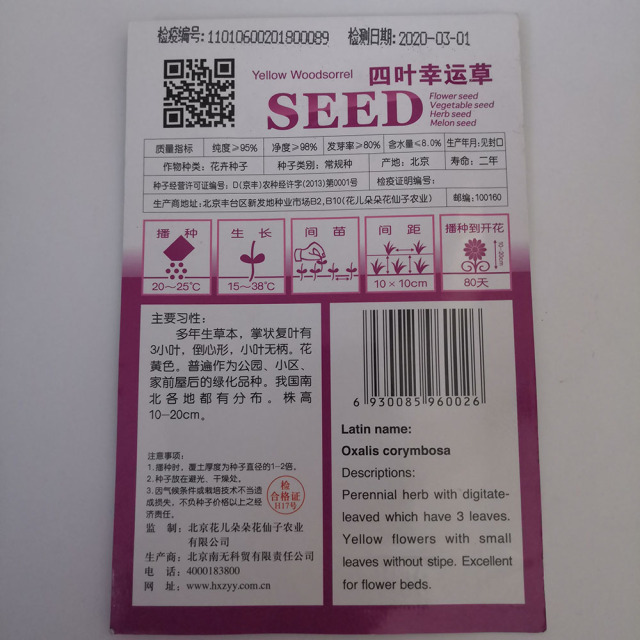 检疫编号:11010600201800089 检测日期:2020-03-01
Yellow Woodsorrel 四叶幸运草
SEED
Flower seed
Vegetable seed
Herb seed
Melon seed
质量指标 纯度≥95% 净度≥98% 发芽率≥80% 含水量≤8.0% 生产年月:见封口
作物种类：花卉种子 种子类别：常规种 产地：北京 寿命：二年
种子经营许可证编号：D(京丰)农种经许字(2013)第0001号 检疫证明编号：
生产商地址：北京丰台区新发地种业市场B2,B10(花儿朵朵花仙子农业) 邮编：100160
播种 生长 间苗 间距 播种到开花
10~20cm
20～25℃ 15～38℃ 10×10cm 80天
主要习性：
多年生草本，掌状复叶有
3小叶，倒心形，小叶无柄。花
黄色。普遍作为公园、小区、
家前屋后的绿化品种。我国南
北各地都有分布。株高
10-20cm。
注意事项：
1.播种时，覆土厚度为种子直径的1-2倍。
2.种子放在避光、干燥处。
3.因气候条件或栽培技术不当造
成损失，不负种子价格以上之经
济责任。
检
合格证
H17号
监制：北京花儿朵朵花仙子农业
有限公司
生产商：北京南无科贸有限责任公司
电话：4000183800
网址：www.hxzyy.com.cn
6 930085 960026
Latin name:
Oxalis corymbosa
Descriptions:
Perennial herb with digitate-
leaved which have 3 leaves.
Yellow flowers with small
leaves without stipe. Excellent
for flower beds.